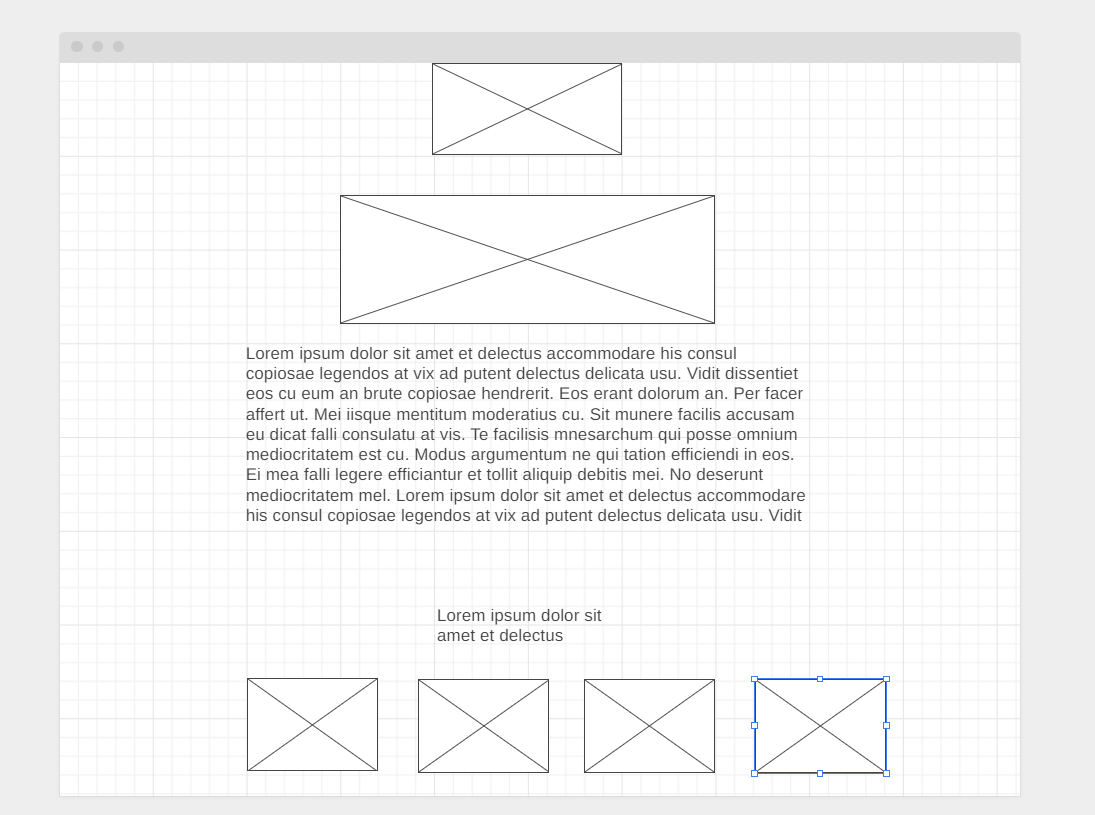 Lorem ipsum dolor sit amet et delectus accommodare his consul
copiosae legendos at vix ad putent delectus delicata usu. Vidit dissentiet
eos cu eum an brute copiosae hendrerit. Eos erant dolorum an. Per facer
affert ut. Mei iisque mentitum moderatius cu. Sit munere facilis accusam
eu dicat falli consulatu at vis. Te facilisis mnesarchum qui posse omnium
mediocritatem est cu. Modus argumentum ne qui tation efficiendi in eos.
Ei mea falli legere efficiantur et tollit aliquip debitis mei. No deserunt
mediocritatem mel. Lorem ipsum dolor sit amet et delectus accommodare
his consul copiosae legendos at vix ad putent delectus delicata usu. Vidit
Lorem ipsum dolor sit
amet et delectus